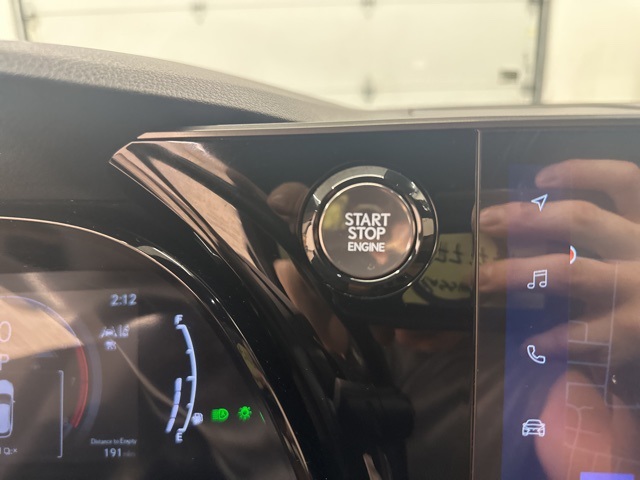 START
STOP
ENGINE
2:12
F
E
Distance to Empty
191